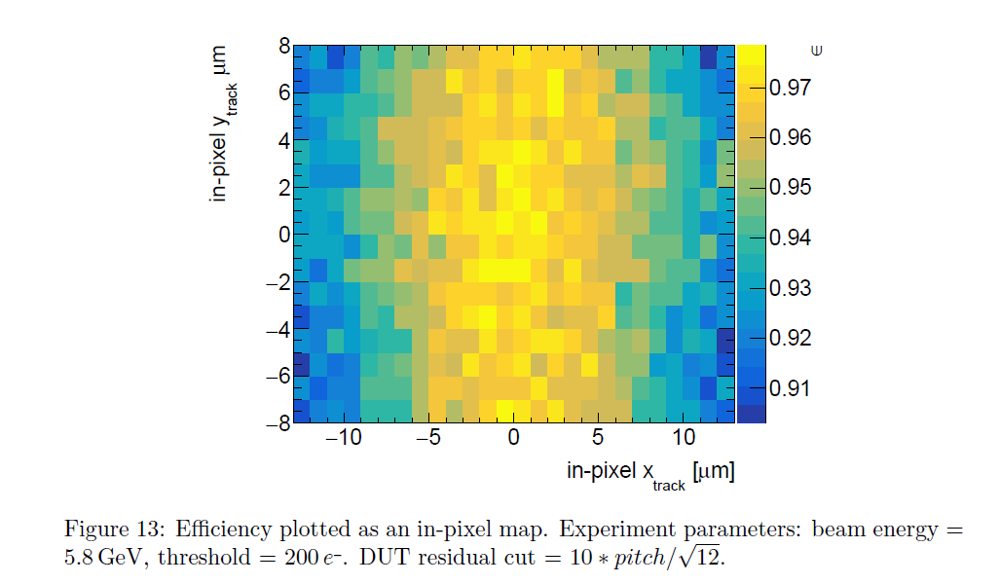 8
6
4
2
0
−2
−4
−6
−8
in-pixel y_track μm
−10 −5 0 5 10
in-pixel x_track [μm]
ϵ
0.97
0.96
0.95
0.94
0.93
0.92
0.91
Figure 13: Efficiency plotted as an in-pixel map. Experiment parameters: beam energy =
5.8 GeV, threshold = 200 e⁻. DUT residual cut = 10 ∗ pitch/√12.